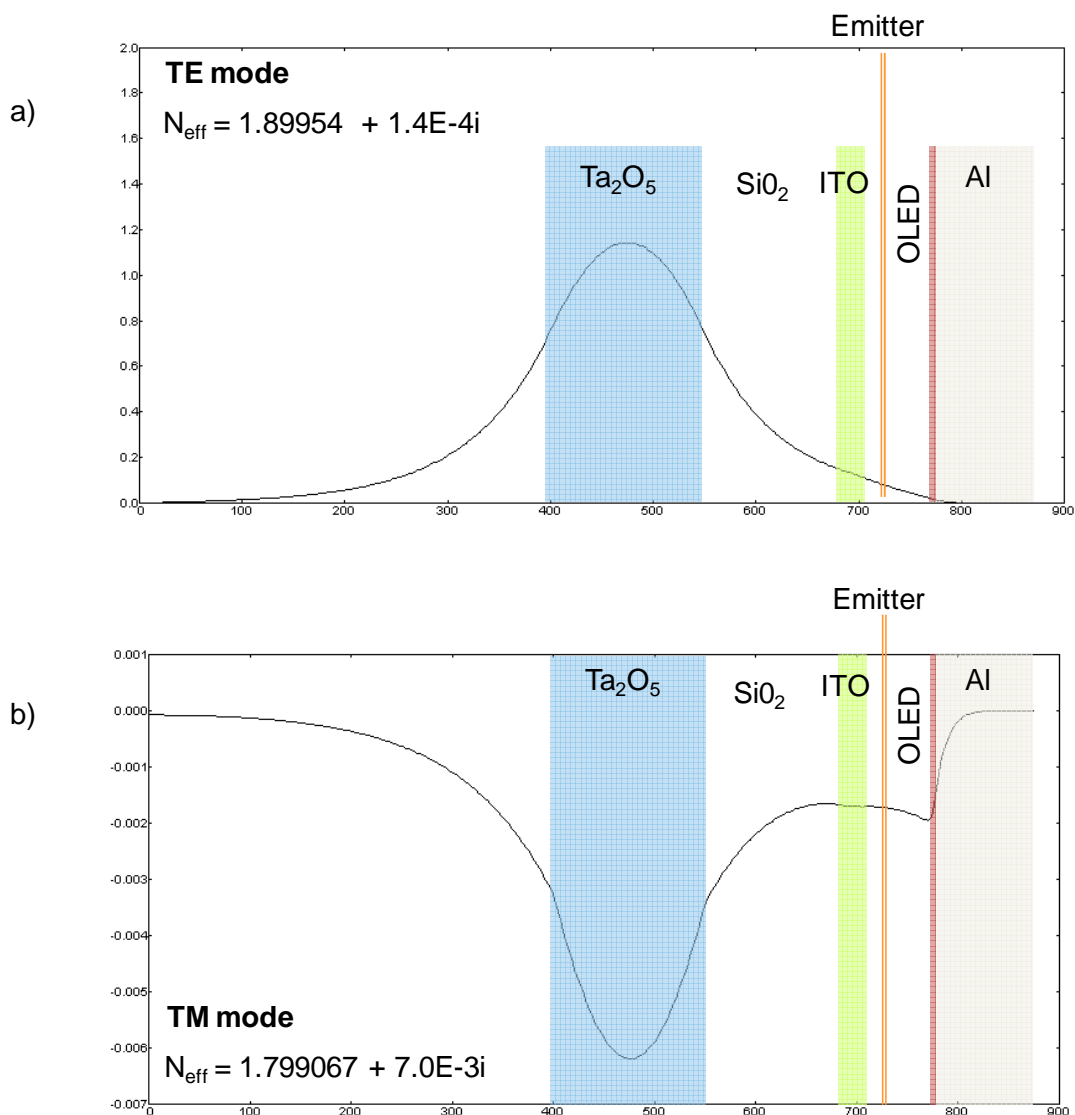 Emitter
a)
TE mode
N_eff = 1.89954 + 1.4E-4i
Ta₂O₅
Si0₂
ITO
OLED
Al
2.0
1.8
1.6
1.4
1.2
1.0
0.8
0.6
0.4
0.2
0.0
0 100 200 300 400 500 600 700 800 900
Emitter
b)
Ta₂O₅
Si0₂
ITO
OLED
Al
0.001
0.000
-0.001
-0.002
-0.003
-0.004
-0.005
-0.006
-0.007
TM mode
N_eff = 1.799067 + 7.0E-3i
0 100 200 300 400 500 600 700 800 900